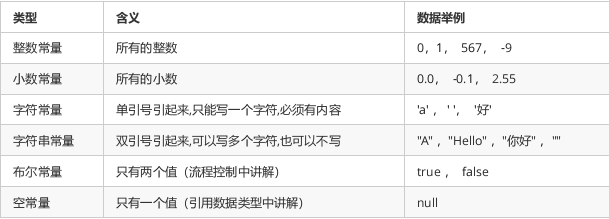 类型 含义 数据举例
整数常量 所有的整数 0，1， 567， -9
小数常量 所有的小数 0.0， -0.1， 2.55
字符常量 单引号引起来,只能写一个字符,必须有内容 'a' ，' '， '好'
字符串常量 双引号引起来,可以写多个字符,也可以不写 "A" ，"Hello" ，"你好" ，""
布尔常量 只有两个值（流程控制中讲解） true ， false
空常量 只有一个值（引用数据类型中讲解） null